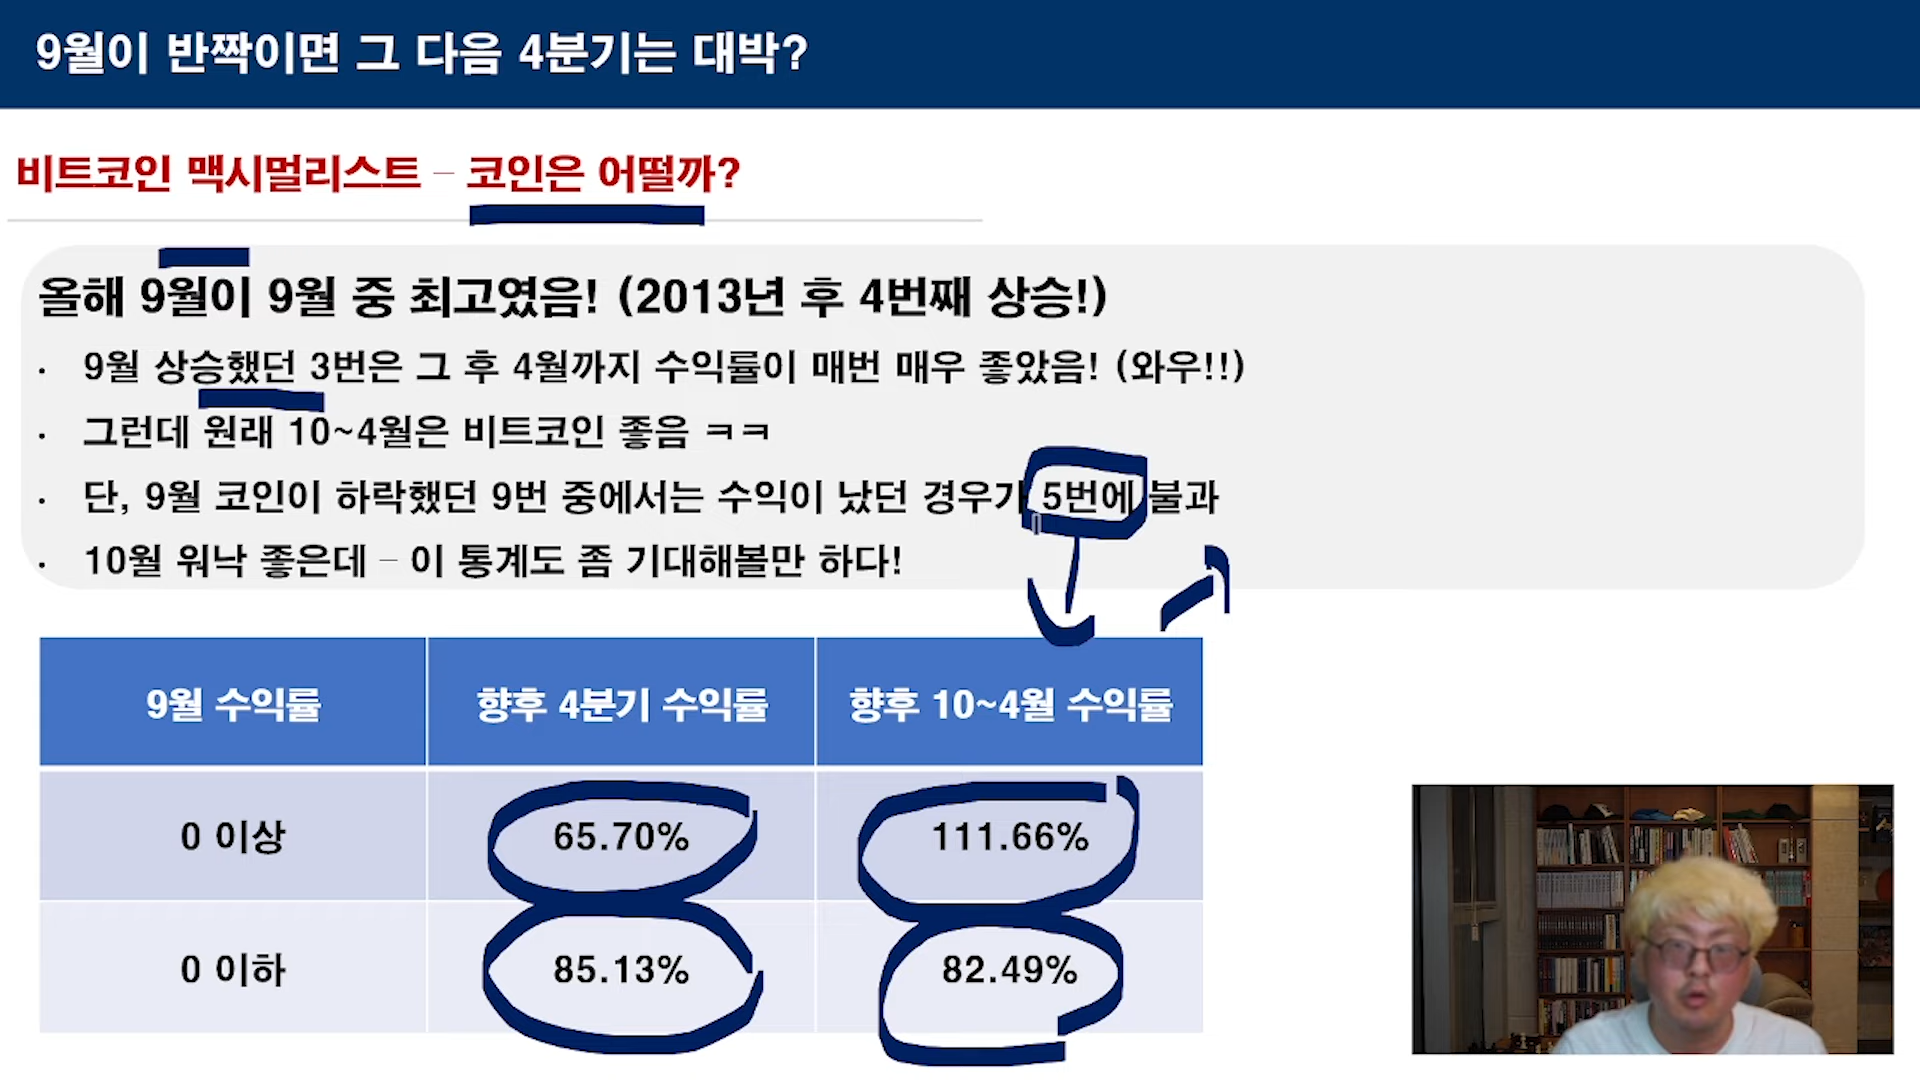 9월이 반짝이면 그 다음 4분기는 대박?
비트코인 맥시멀리스트 – 코인은 어떨까?
올해 9월이 9월 중 최고였음! (2013년 후 4번째 상승!)
· 9월 상승했던 3번은 그 후 4월까지 수익률이 매번 매우 좋았음! (와우!!)
· 그런데 원래 10~4월은 비트코인 좋음 ㅋㅋ
· 단, 9월 코인이 하락했던 9번 중에서는 수익이 났던 경우가 5번에 불과
· 10월 워낙 좋은데 – 이 통계도 좀 기대해볼만 하다!
9월 수익률 향후 4분기 수익률 향후 10~4월 수익률
0 이상 65.70% 111.66%
0 이하 85.13% 82.49%